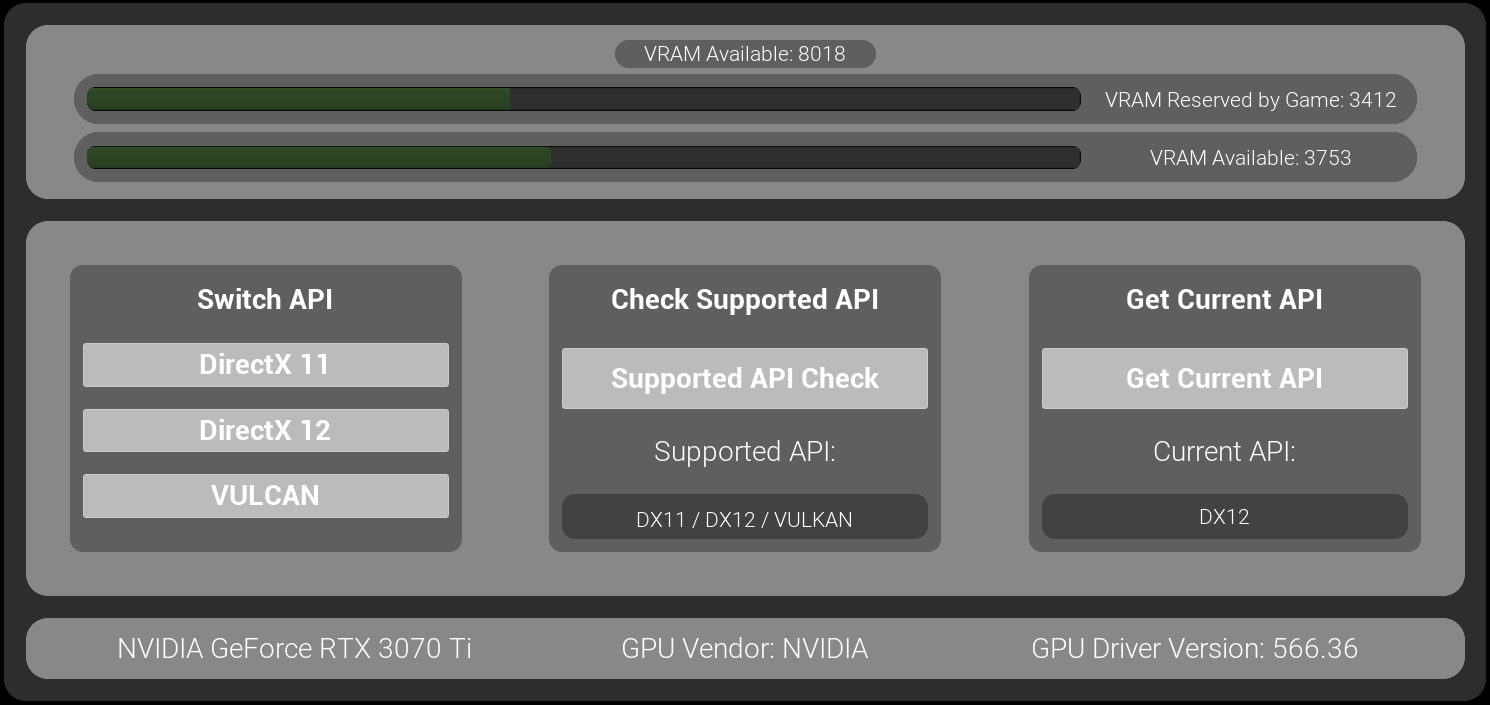 VRAM Available: 8018
VRAM Reserved by Game: 3412
VRAM Available: 3753
Switch API
DirectX 11
DirectX 12
VULCAN
Check Supported API
Supported API Check
Supported API:
DX11 / DX12 / VULKAN
Get Current API
Get Current API
Current API:
DX12
NVIDIA GeForce RTX 3070 Ti
GPU Vendor: NVIDIA
GPU Driver Version: 566.36